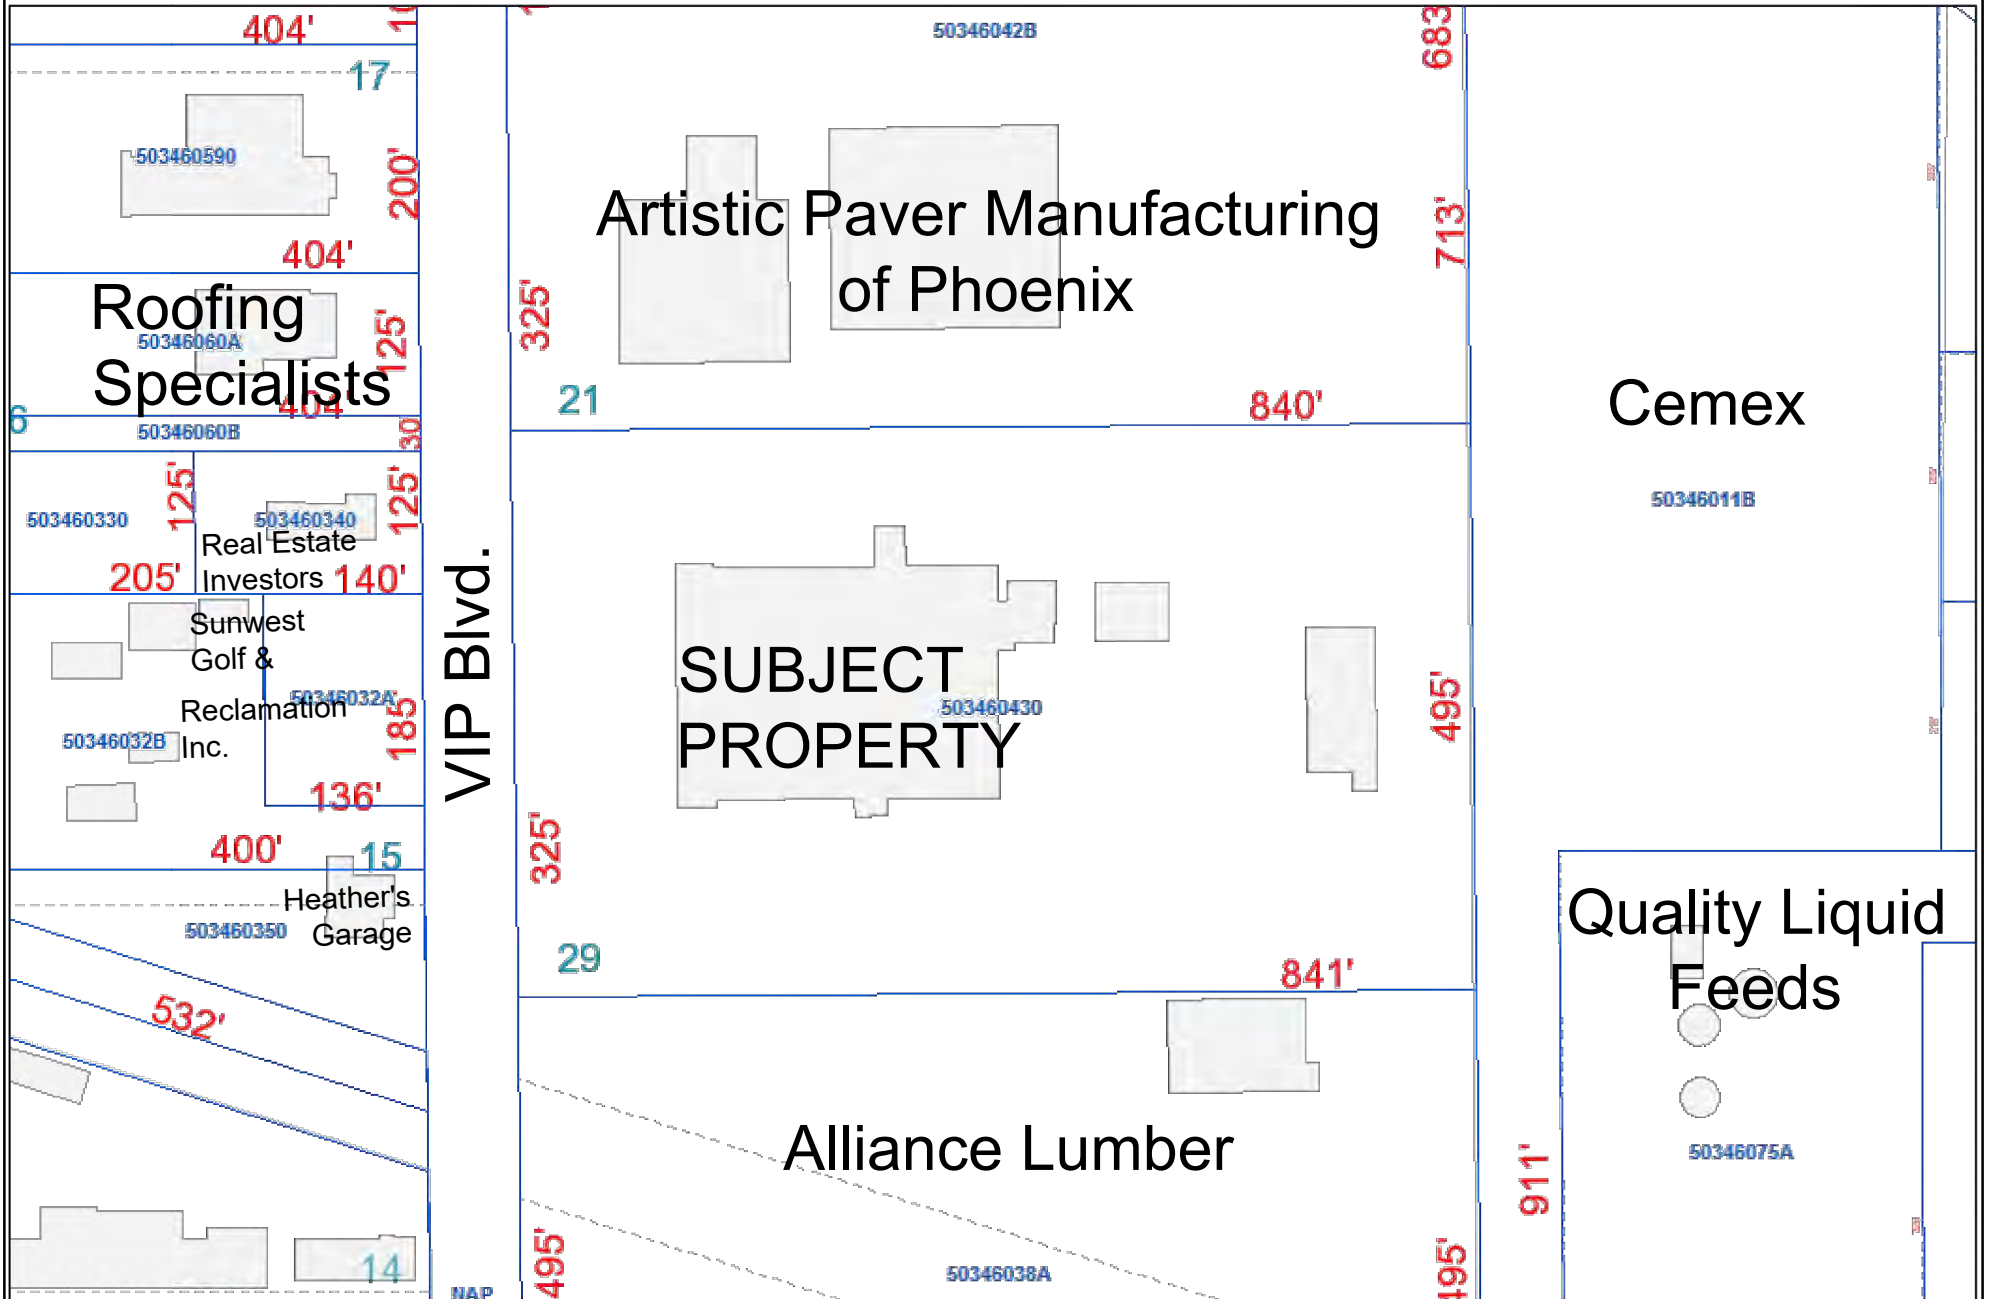 404'
50346042B
683
17
503460590
200'
Artistic Paver Manufacturing
of Phoenix
713'
404'
325'
Roofing
Specialists
50346060A
125'
404'
21
840'
Cemex
6
50346060B
30'
50346011B
125'
125'
503460330
503460340
Real Estate
Investors
205'
140'
VIP Blvd.
Sunwest
Golf &
Reclamation
Inc.
50346032A
50346032B
185'
136'
SUBJECT
PROPERTY
503460430
495'
325'
400'
15
Heather's
Garage
503460350
Quality Liquid
Feeds
29
841'
532'
Alliance Lumber
911'
50346075A
495'
495'
50346038A
14
NAP